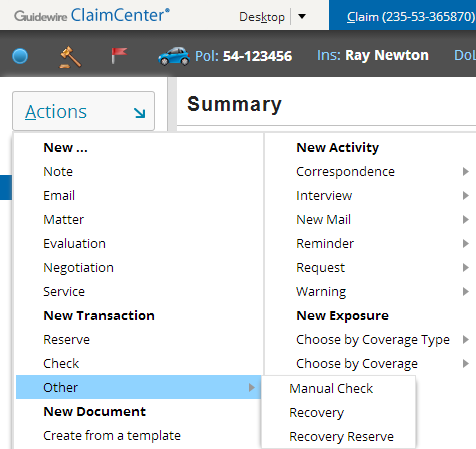 Guidewire ClaimCenter® Desktop Claim (235-53-365870)
Pol: 54-123456 Ins: Ray Newton DoL
Actions
Summary
New ...
Note
Email
Matter
Evaluation
Negotiation
Service
New Transaction
Reserve
Check
Other
New Document
Create from a template
New Activity
Correspondence
Interview
New Mail
Reminder
Request
Warning
New Exposure
Choose by Coverage Type
Choose by Coverage
Manual Check
Recovery
Recovery Reserve